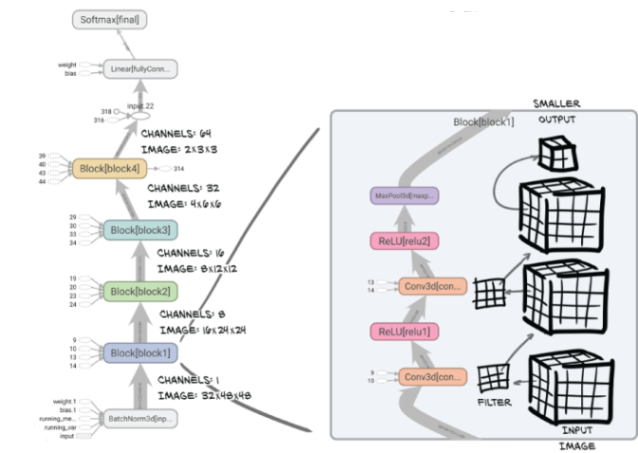 Softmax[final]
weight
bias
Linear[fullyConn...
input.22
318
316
CHANNELS: 64
IMAGE: 2x3x3
39
40
43
44
Block[block4]
314
CHANNELS: 32
IMAGE: 4x6x6
29
30
33
34
Block[block3]
CHANNELS: 16
IMAGE: 8x12x12
19
20
23
24
Block[block2]
CHANNELS: 8
IMAGE: 16x24x24
9
10
13
14
Block[block1]
CHANNELS: 1
IMAGE: 32x48x48
weight.1
bias.1
running_me...
running_var
input
BatchNorm3d[inp...
SMALLER
OUTPUT
Block[block1]
MaxPool3d[maxp...
ReLU[relu2]
13
14
Conv3d[con...
ReLU[relu1]
9
10
Conv3d[con...
FILTER
INPUT
IMAGE